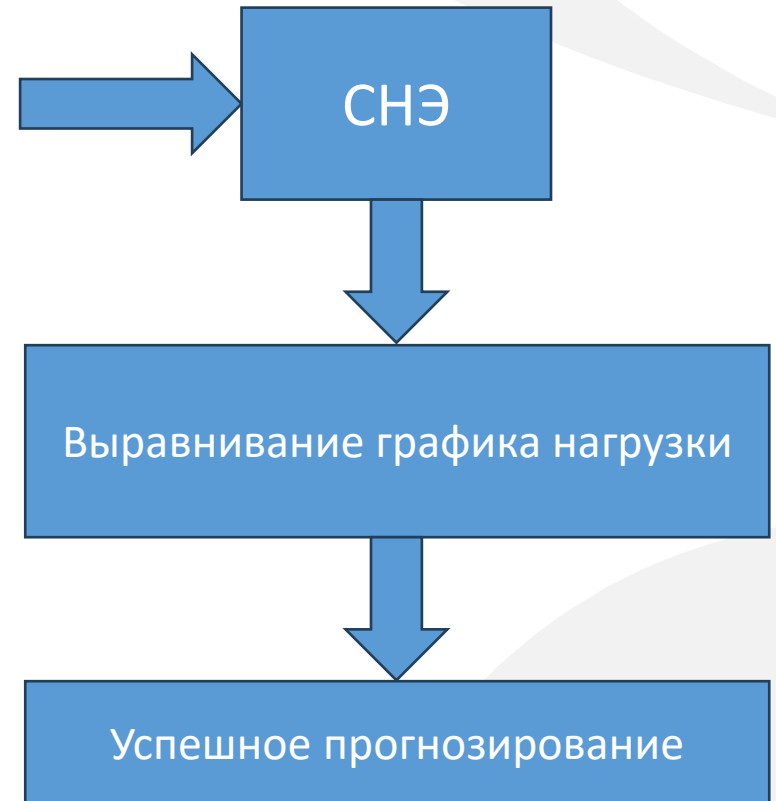 СНЭ
Выравнивание графика нагрузки
Успешное прогнозирование